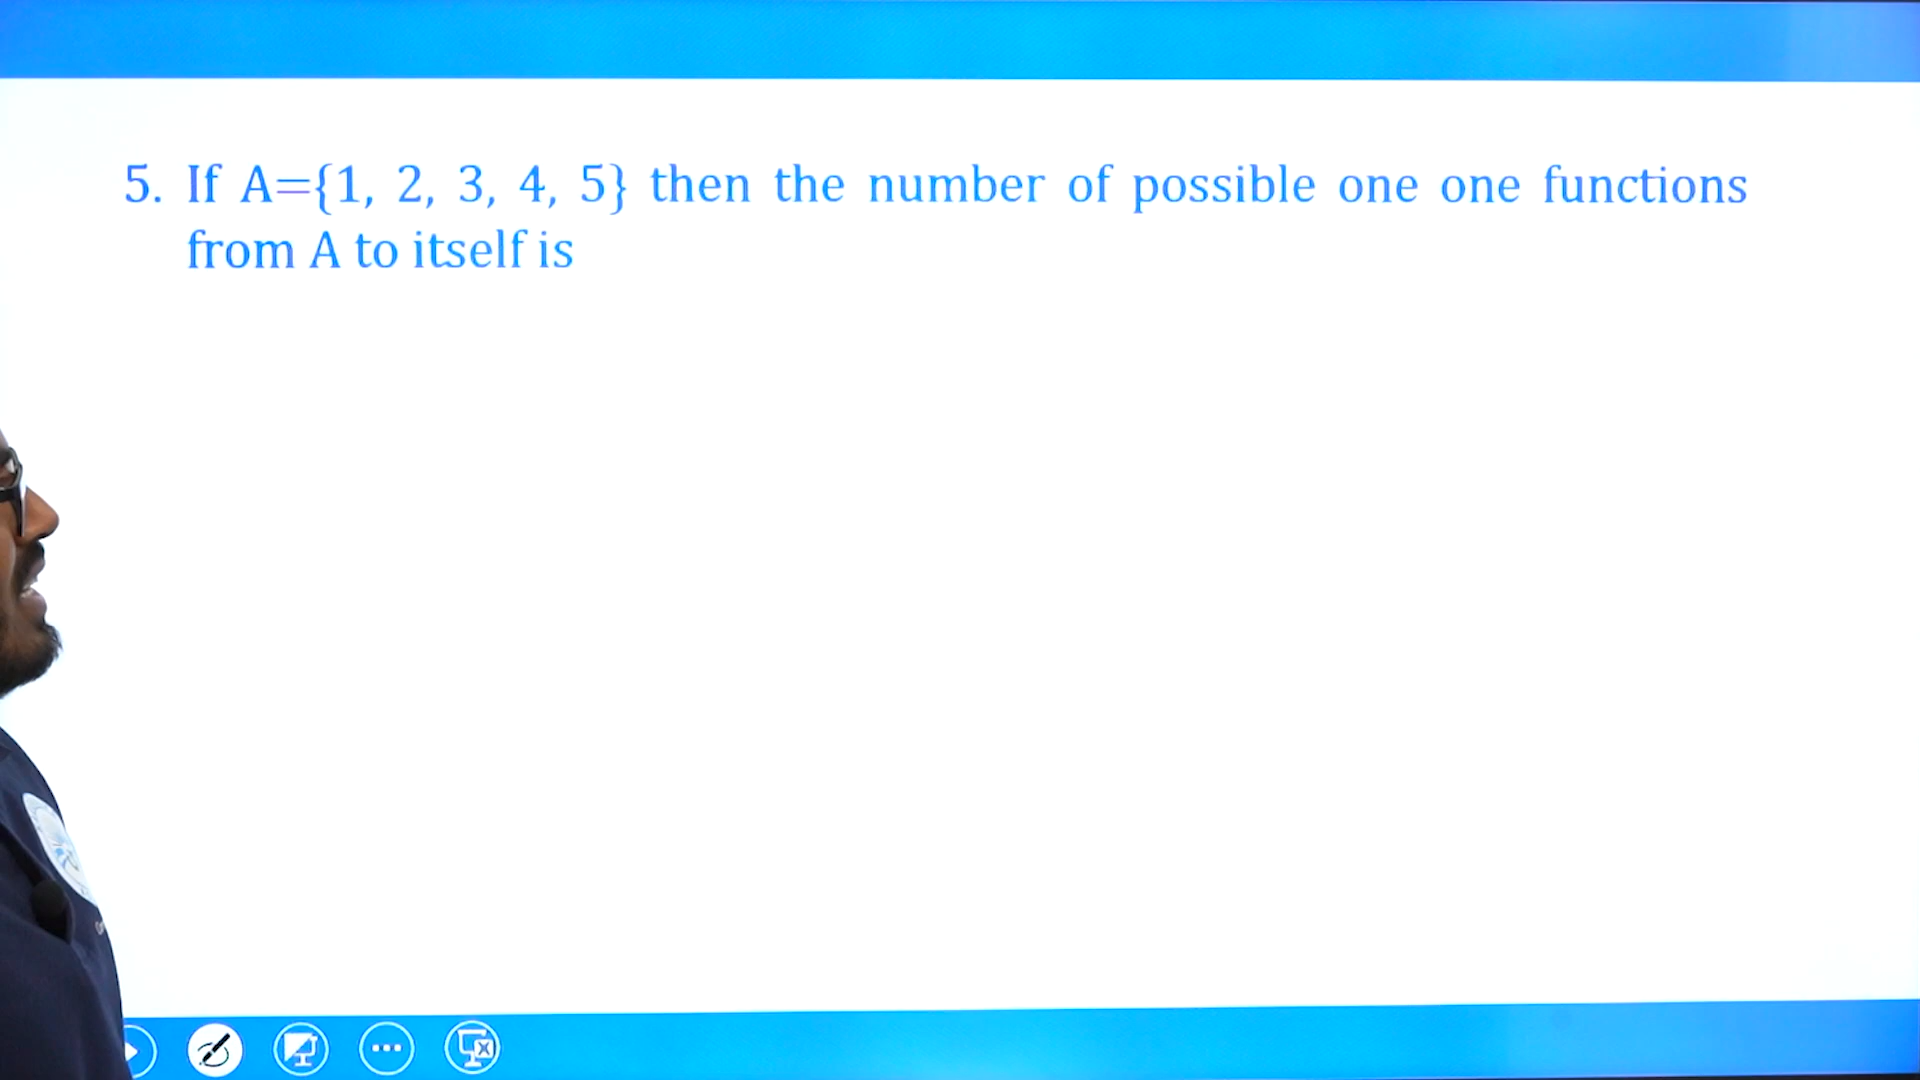 5. If A={1, 2, 3, 4, 5} then the number of possible one one functions
from A to itself is